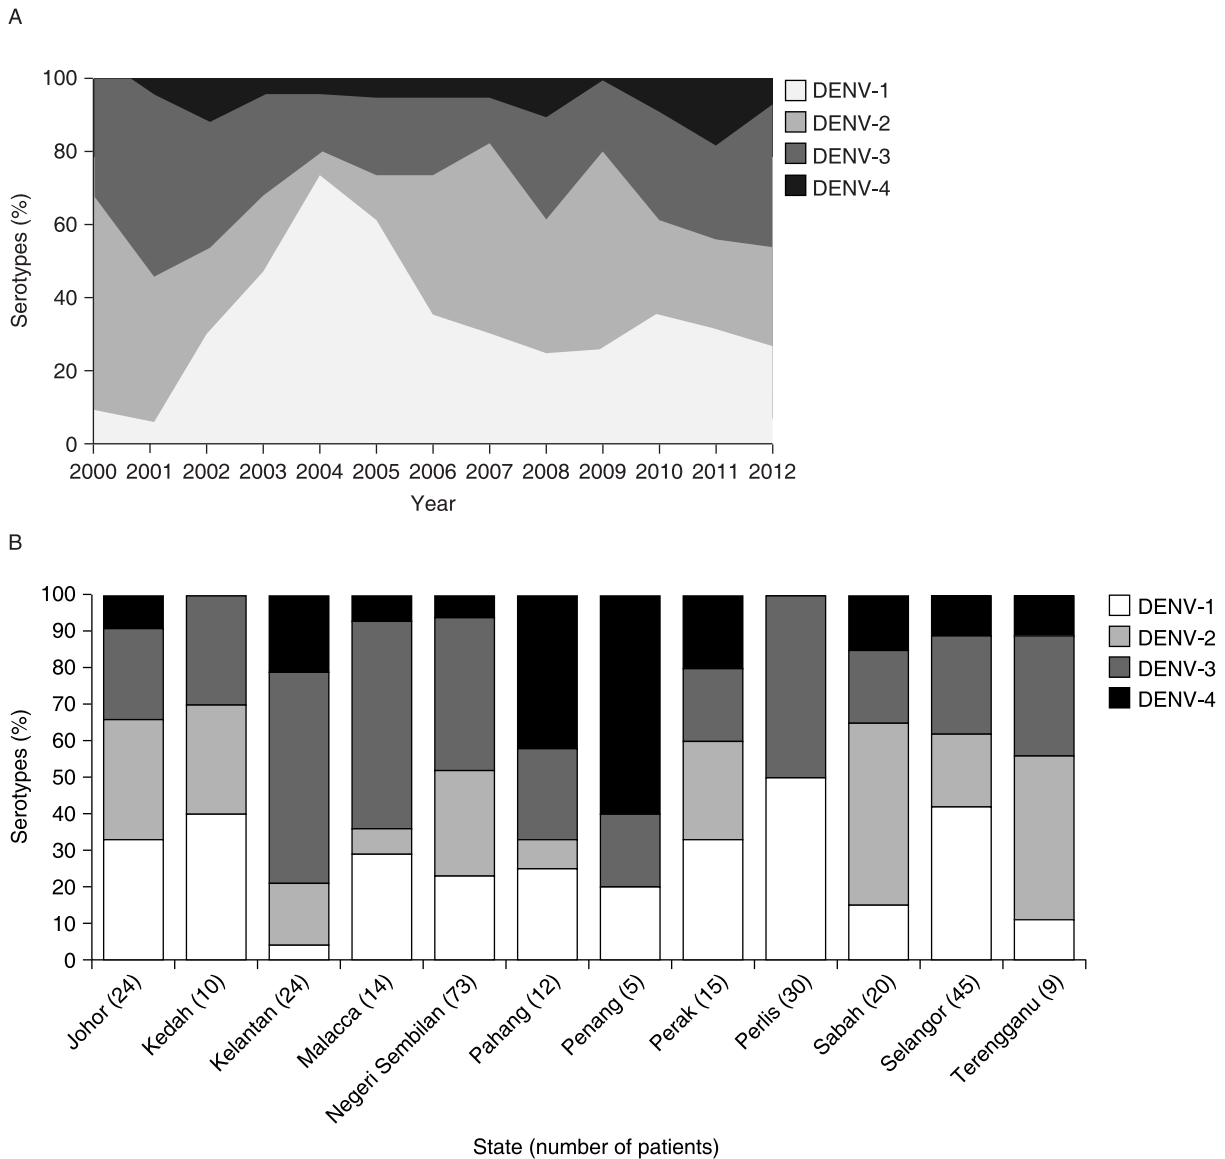 A
100
80
60
40
20
0
Serotypes (%)
2000 2001 2002 2003 2004 2005 2006 2007 2008 2009 2010 2011 2012
Year
DENV-1
DENV-2
DENV-3
DENV-4
B
100
90
80
70
60
50
40
30
20
10
0
Serotypes (%)
Johor (24)
Kedah (10)
Kelantan (24)
Malacca (14)
Negeri Sembilan (73)
Pahang (12)
Penang (5)
Perak (15)
Perlis (30)
Sabah (20)
Selangor (45)
Terengganu (9)
State (number of patients)
DENV-1
DENV-2
DENV-3
DENV-4